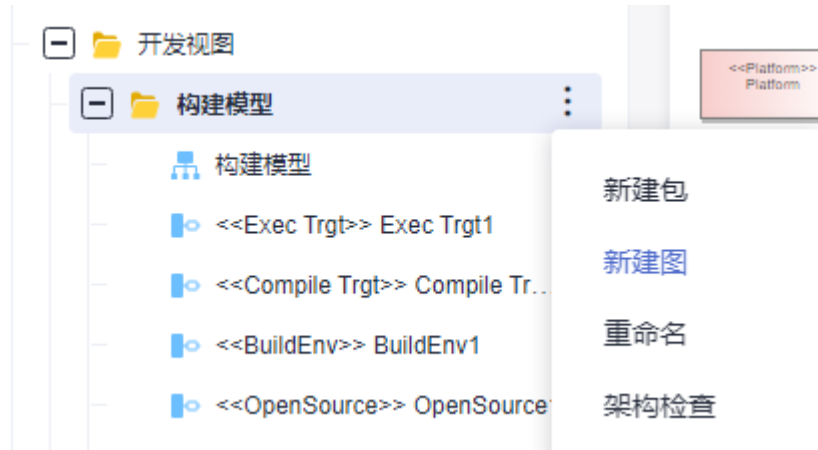 开发视图
<<Platform>>
Platform
构建模型
构建模型
新建包
<<Exec Trgt>> Exec Trgt1
新建图
<<Compile Trgt>> Compile Tr...
重命名
<<BuildEnv>> BuildEnv1
<<OpenSource>> OpenSource
架构检查